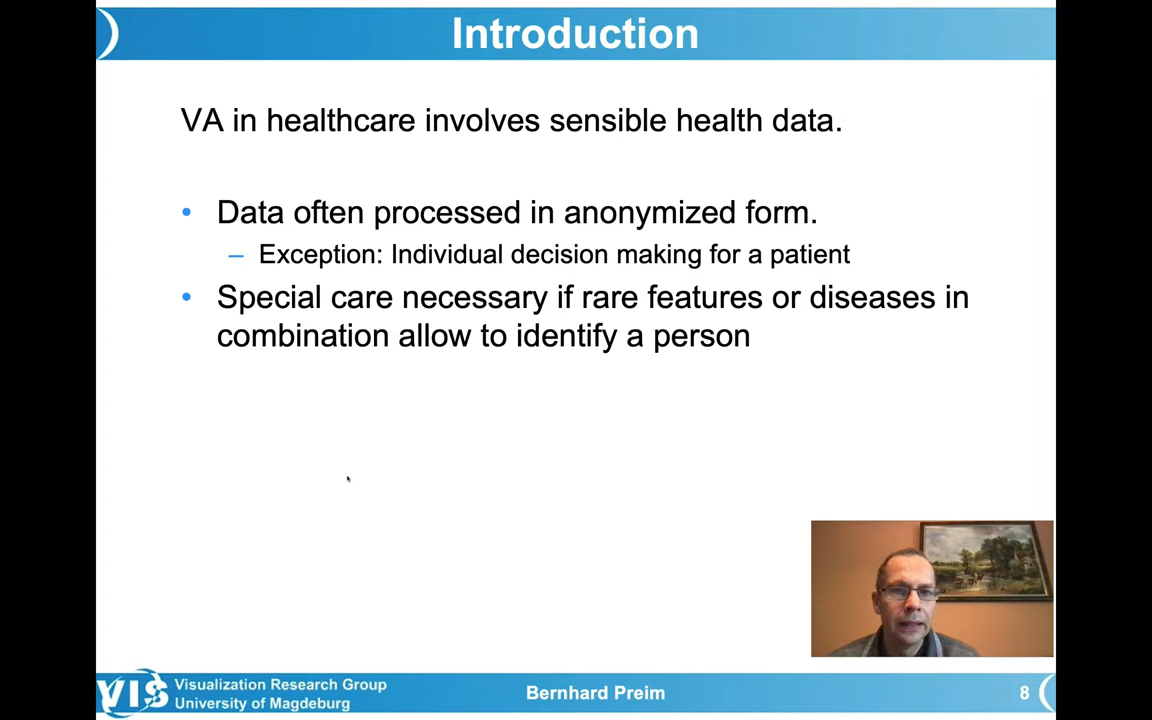 Introduction
VA in healthcare involves sensible health data.
• Data often processed in anonymized form.
– Exception: Individual decision making for a patient
• Special care necessary if rare features or diseases in
combination allow to identify a person
VIS
Visualization Research Group
University of Magdeburg
Bernhard Preim
8